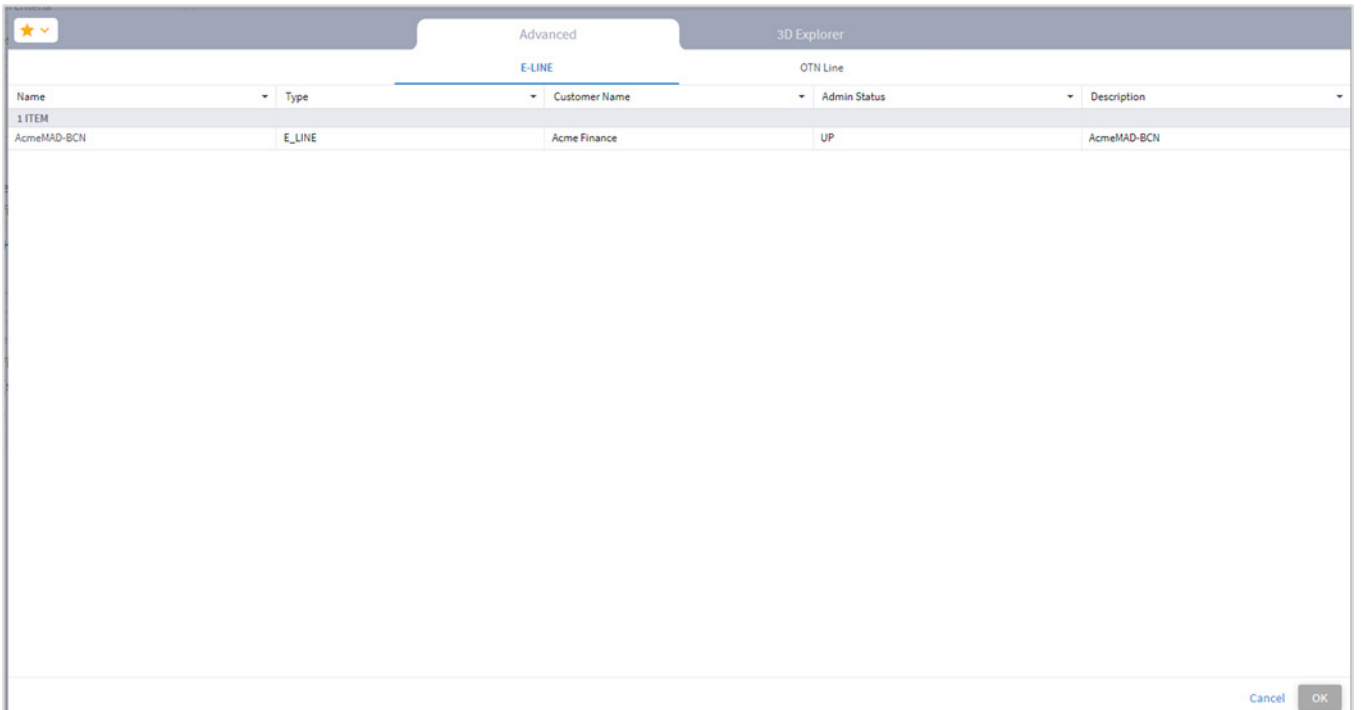 Advanced 3D Explorer
E-LINE OTN Line
Name Type Customer Name Admin Status Description
1 ITEM
AcmeMAD-BCN E_LINE Acme Finance UP AcmeMAD-BCN
Cancel OK